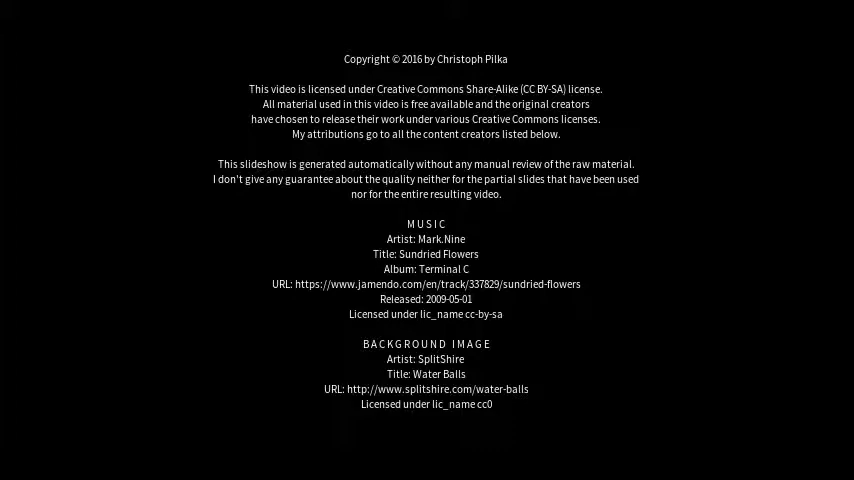 Copyright © 2016 by Christoph Pilka
This video is licensed under Creative Commons Share-Alike (CC BY-SA) license.
All material used in this video is free available and the original creators
have chosen to release their work under various Creative Commons licenses.
My attributions go to all the content creators listed below.
This slideshow is generated automatically without any manual review of the raw material.
I don't give any guarantee about the quality neither for the partial slides that have been used
nor for the entire resulting video.
MUSIC
Artist: Mark.Nine
Title: Sundried Flowers
Album: Terminal C
URL: https://www.jamendo.com/en/track/337829/sundried-flowers
Released: 2009-05-01
Licensed under lic_name cc-by-sa
BACKGROUND IMAGE
Artist: SplitShire
Title: Water Balls
URL: http://www.splitshire.com/water-balls
Licensed under lic_name cc0